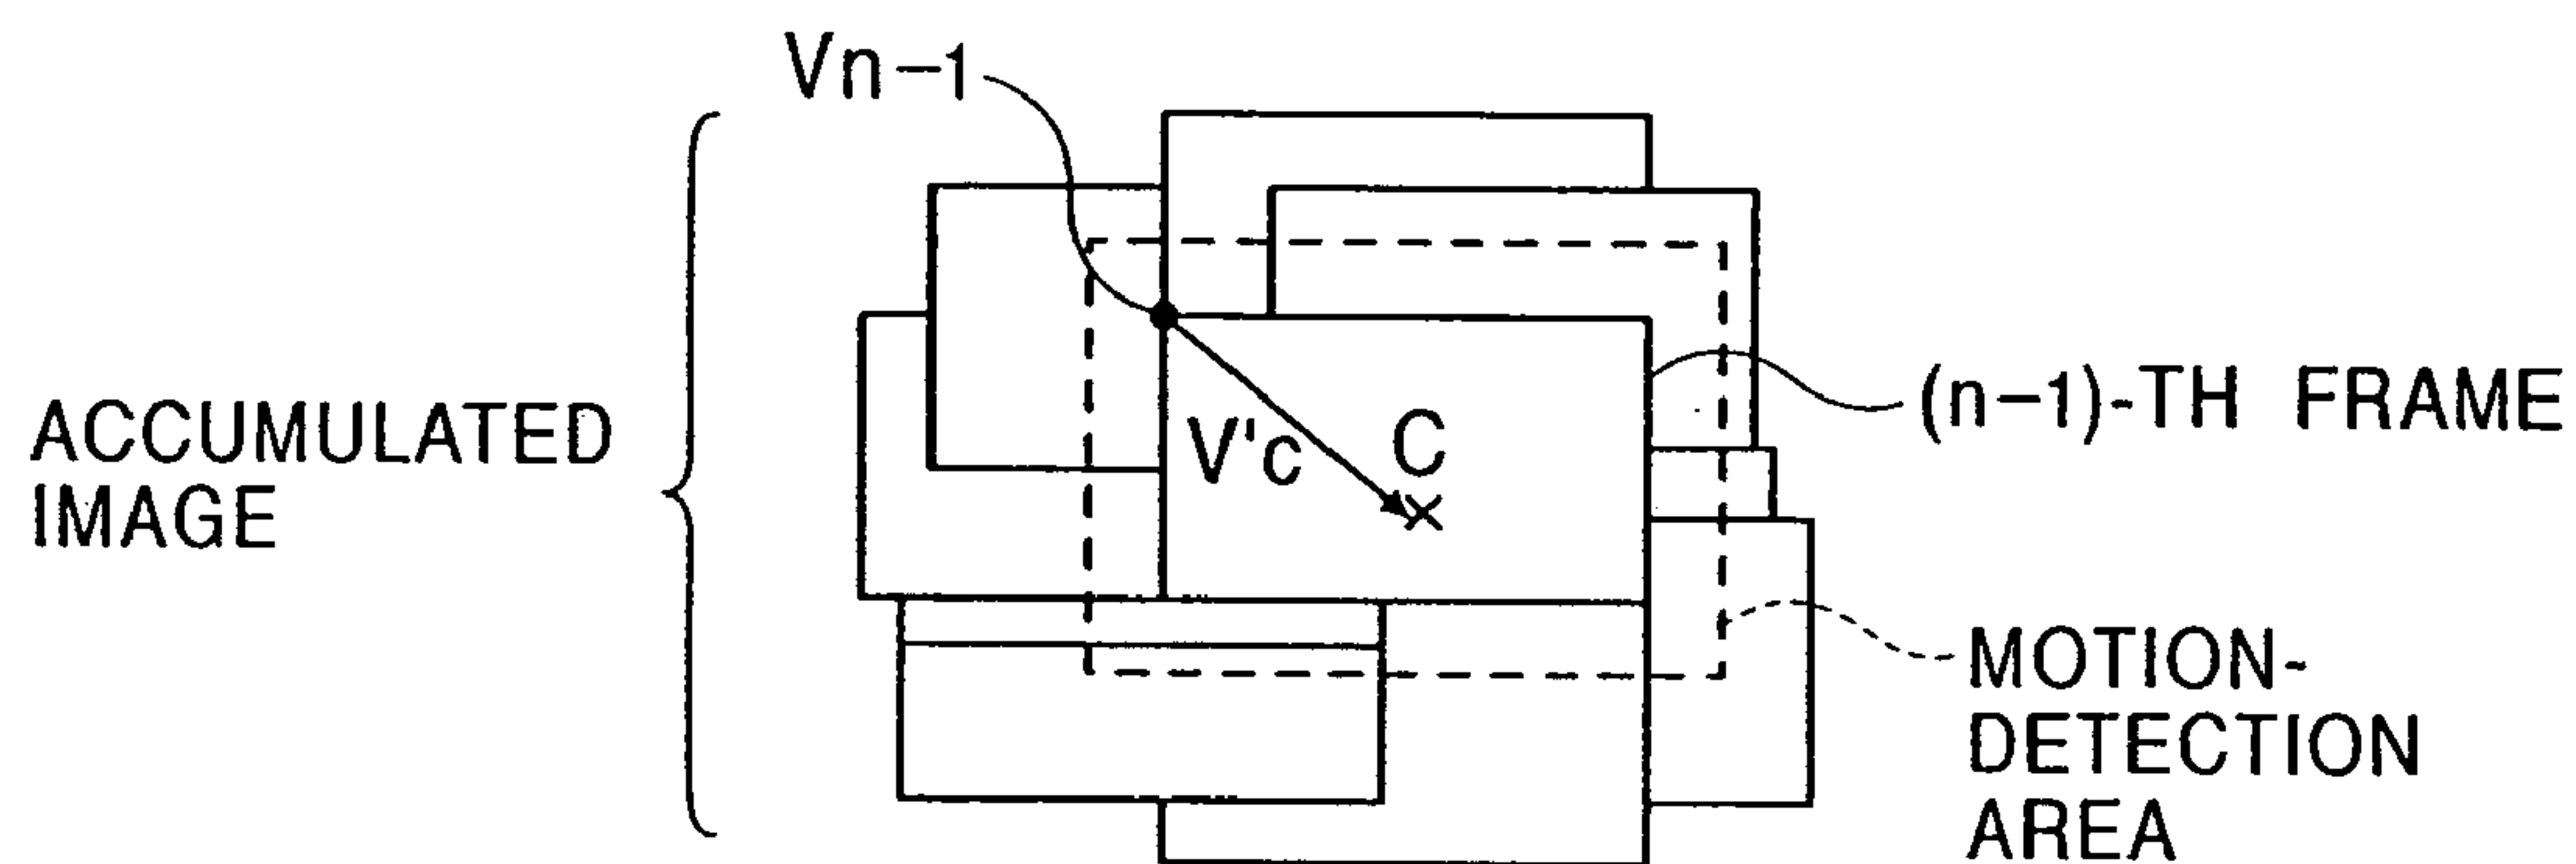 Vn-1
ACCUMULATED
IMAGE
V'c
C
(n-1)-TH FRAME
MOTION-
DETECTION
AREA